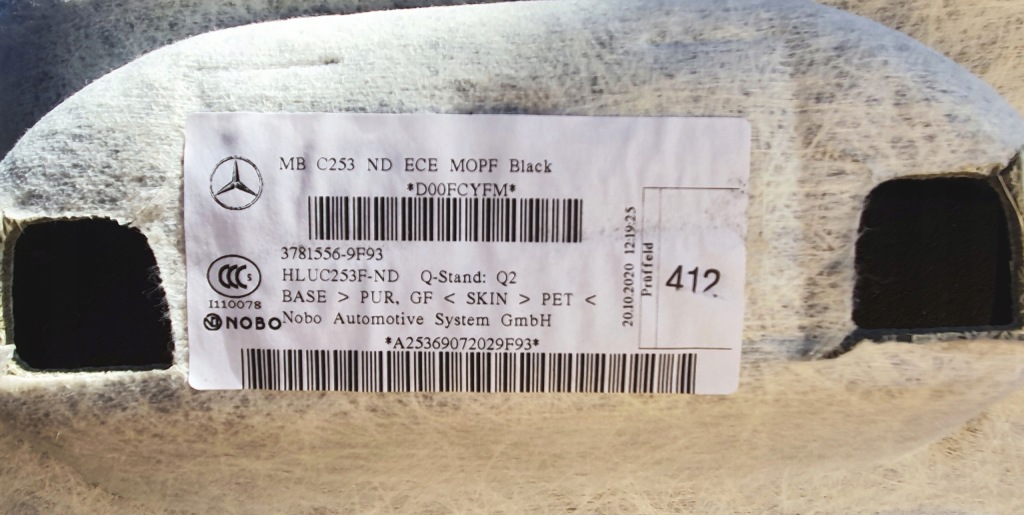 MB C253 ND ECE MOPF Black
*D00FCYFM*
3781556-9F93
HLUC253F-ND Q-Stand: Q2
BASE > PUR, GF < SKIN > PET <
Nobo Automotive System GmbH
*A25369072029F93*
CCC S
I110078
NOBO
20.10.2020 12:19:25
Prüffeld
412